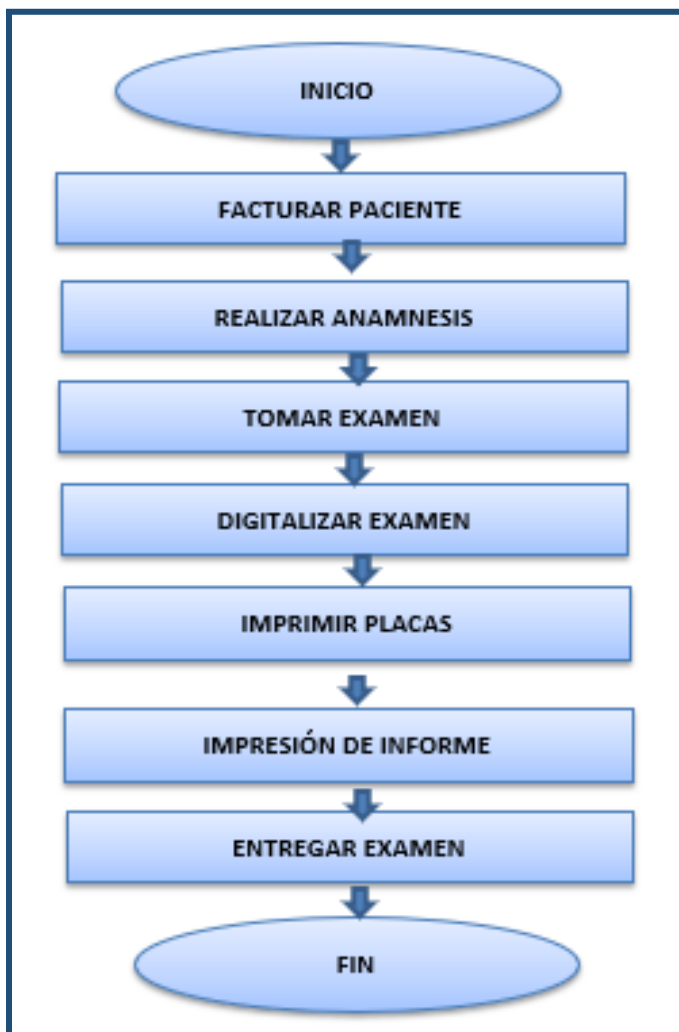 INICIO
FACTURAR PACIENTE
REALIZAR ANAMNESIS
TOMAR EXAMEN
DIGITALIZAR EXAMEN
IMPRIMIR PLACAS
IMPRESIÓN DE INFORME
ENTREGAR EXAMEN
FIN